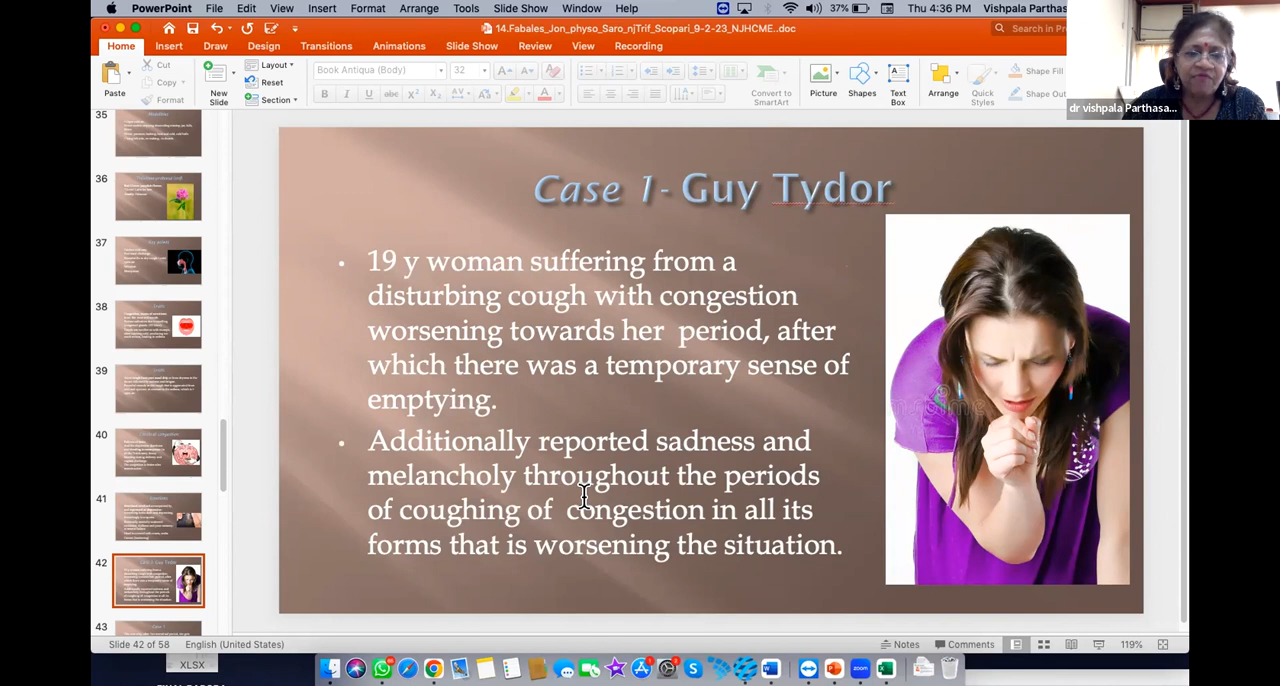 PowerPoint File Edit View Insert Format Arrange Tools Slide Show Window Help 37% Thu 4:36 PM Vishpala Parthas
14.Fabales_Jon_physo_Saro_njTrif_Scopari_9-2-23_NJHCME..doc
Search in Pr
Home Insert Draw Design Transitions Animations Slide Show Review View Recording
Paste Cut Copy Format New Slide Layout Reset Section
Book Antiqua (Body) 32
Convert to SmartArt Picture Shapes Text Box Arrange Quick Styles Shape Fill Shape Ou
dr vishpala Parthasa...
35
36
37
38
39
40
41
42
43
Case 1- Guy Tydor
• 19 y woman suffering from a
disturbing cough with congestion
worsening towards her period, after
which there was a temporary sense of
emptying.
• Additionally reported sadness and
melancholy throughout the periods
of coughing of congestion in all its
forms that is worsening the situation.
Slide 42 of 58 English (United States) Notes Comments 119%
XLSX